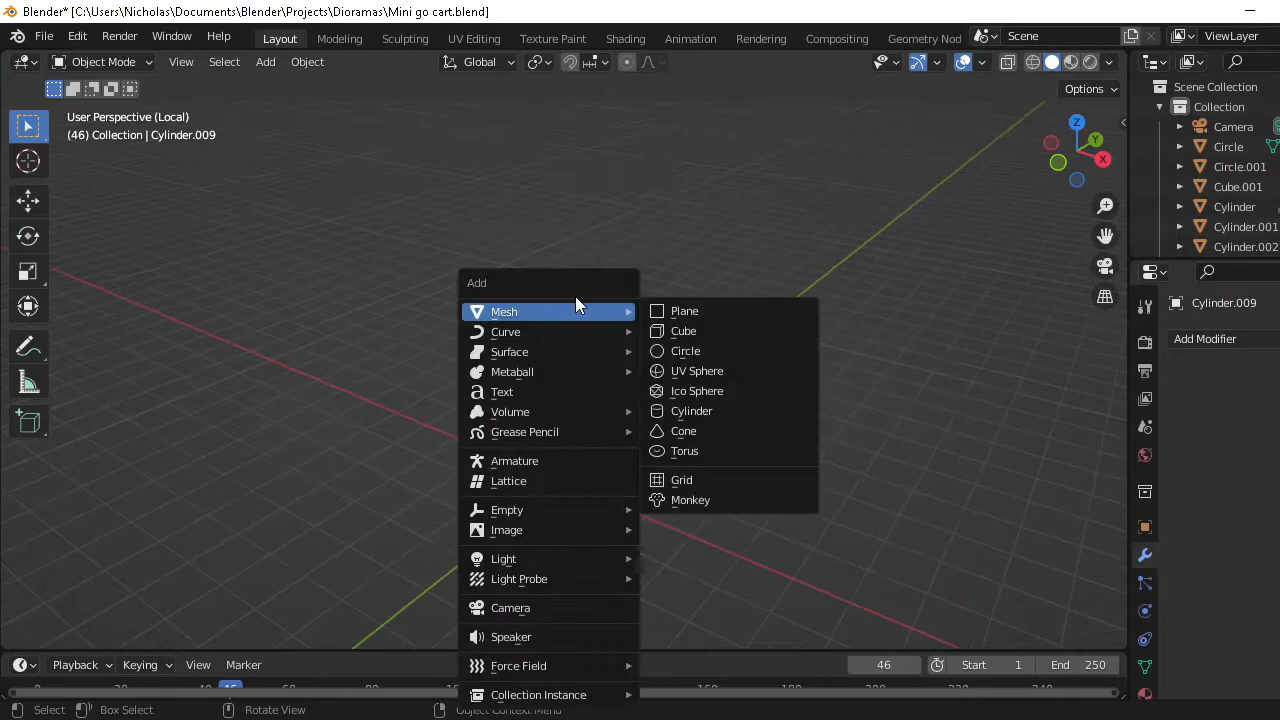 Blender* [C:\Users\Nicholas\Documents\Blender\Projects\Dioramas\Mini go cart.blend]
File Edit Render Window Help Layout Modeling Sculpting UV Editing Texture Paint Shading Animation Rendering Compositing Geometry Nod Scene ViewLayer
Object Mode View Select Add Object Global
Options
User Perspective (Local)
(46) Collection | Cylinder.009
Z
Y
X
Scene Collection
Collection
Camera
Circle
Circle.001
Cube.001
Cylinder
Cylinder.001
Cylinder.002
Cylinder.009
Add Modifier
Add
Mesh
Curve
Surface
Metaball
Text
Volume
Grease Pencil
Armature
Lattice
Empty
Image
Light
Light Probe
Camera
Speaker
Force Field
Collection Instance
Plane
Cube
Circle
UV Sphere
Ico Sphere
Cylinder
Cone
Torus
Grid
Monkey
Playback Keying View Marker 46 Start 1 End 250
46
Select Box Select Rotate View Object Context Menu